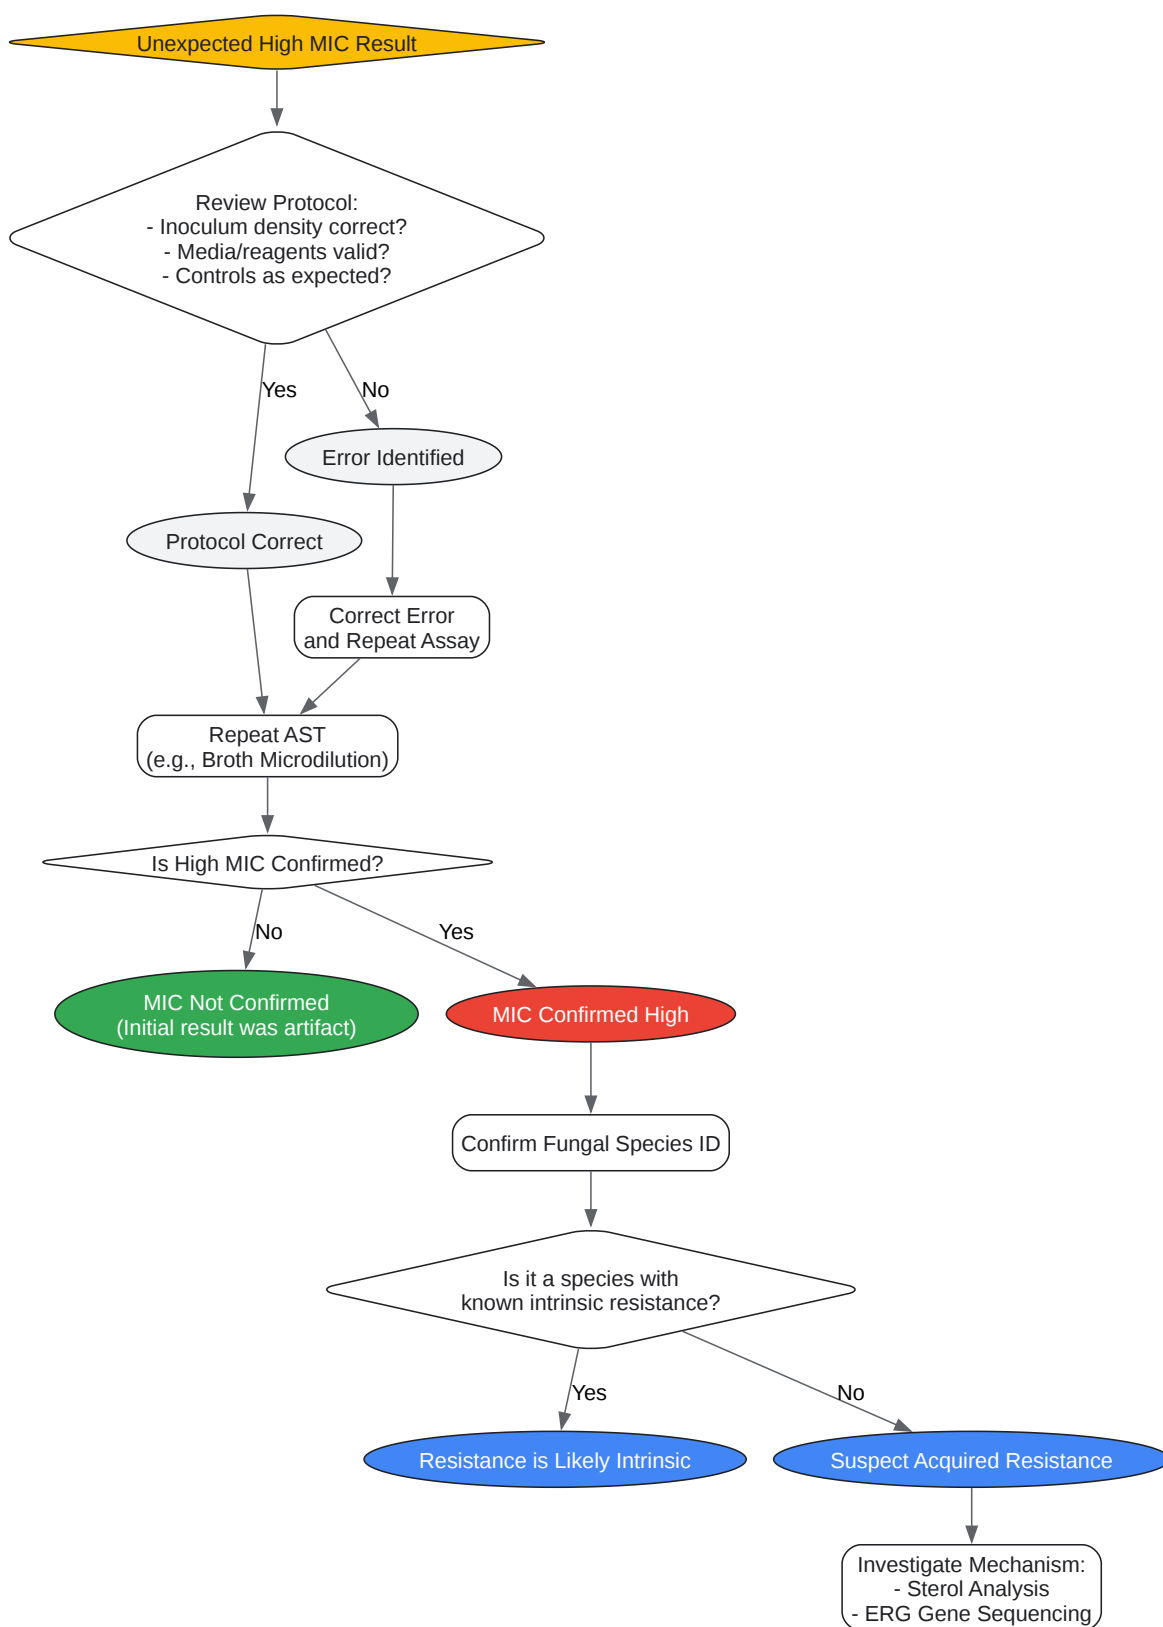 Unexpected High MIC Result
Review Protocol:
- Inoculum density correct?
- Media/reagents valid?
- Controls as expected?
Yes
No
Error Identified
Protocol Correct
Correct Error
and Repeat Assay
Repeat AST
(e.g., Broth Microdilution)
Is High MIC Confirmed?
No
Yes
MIC Not Confirmed
(Initial result was artifact)
MIC Confirmed High
Confirm Fungal Species ID
Is it a species with
known intrinsic resistance?
Yes
No
Resistance is Likely Intrinsic
Suspect Acquired Resistance
Investigate Mechanism:
- Sterol Analysis
- ERG Gene Sequencing